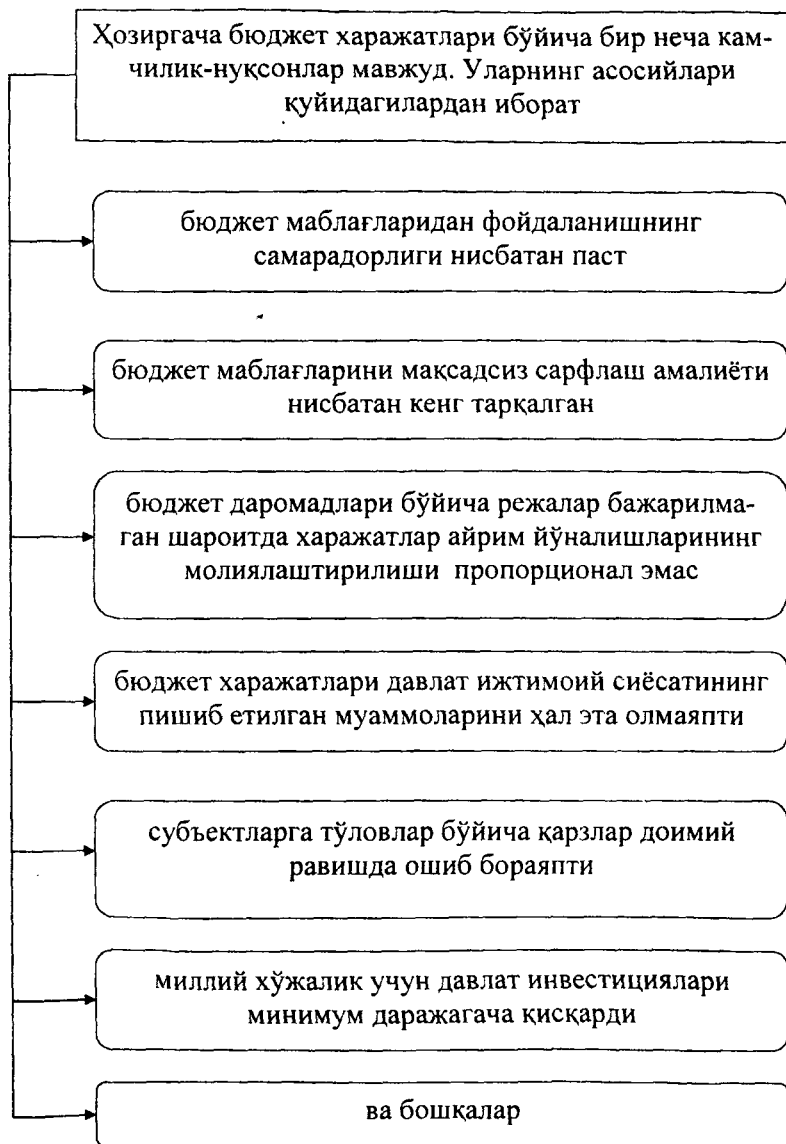 Ҳозиргача бюджет харажатлари бўйича бир неча кам-
чилик-нуқсонлар мавжуд. Уларнинг асосийлари
қуйидагилардан иборат
бюджет маблағларидан фойдаланишнинг
самарадорлиги нисбатан паст
бюджет маблағларини мақсадсиз сарфлаш амалиёти
нисбатан кенг тарқалган
бюджет даромадлари бўйича режалар бажарилма-
ган шароитда харажатлар айрим йўналишларининг
молиялаштирилиши пропорционал эмас
бюджет харажатлари давлат ижтимоий сиёсатининг
пишиб етилган муаммоларини ҳал эта олмаяпти
субъектларга тўловлар бўйича қарзлар доимий
равишда ошиб бораяпти
миллий хўжалик учун давлат инвестициялари
минимум даражагача қисқарди
ва бошқалар